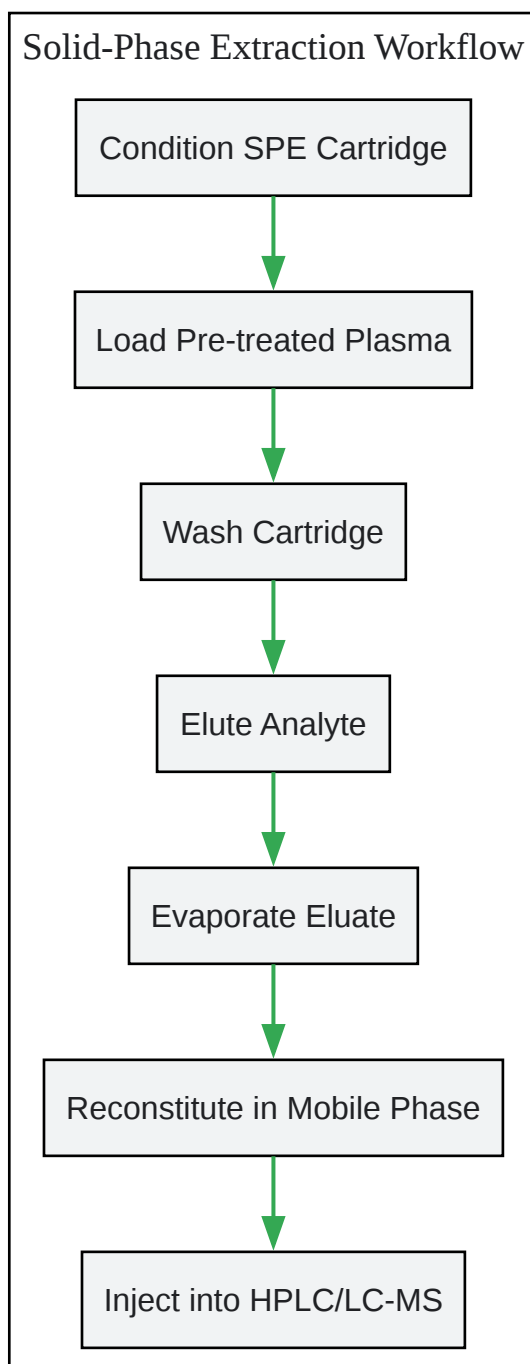 Solid-Phase Extraction Workflow
Condition SPE Cartridge
Load Pre-treated Plasma
Wash Cartridge
Elute Analyte
Evaporate Eluate
Reconstitute in Mobile Phase
Inject into HPLC/LC-MS